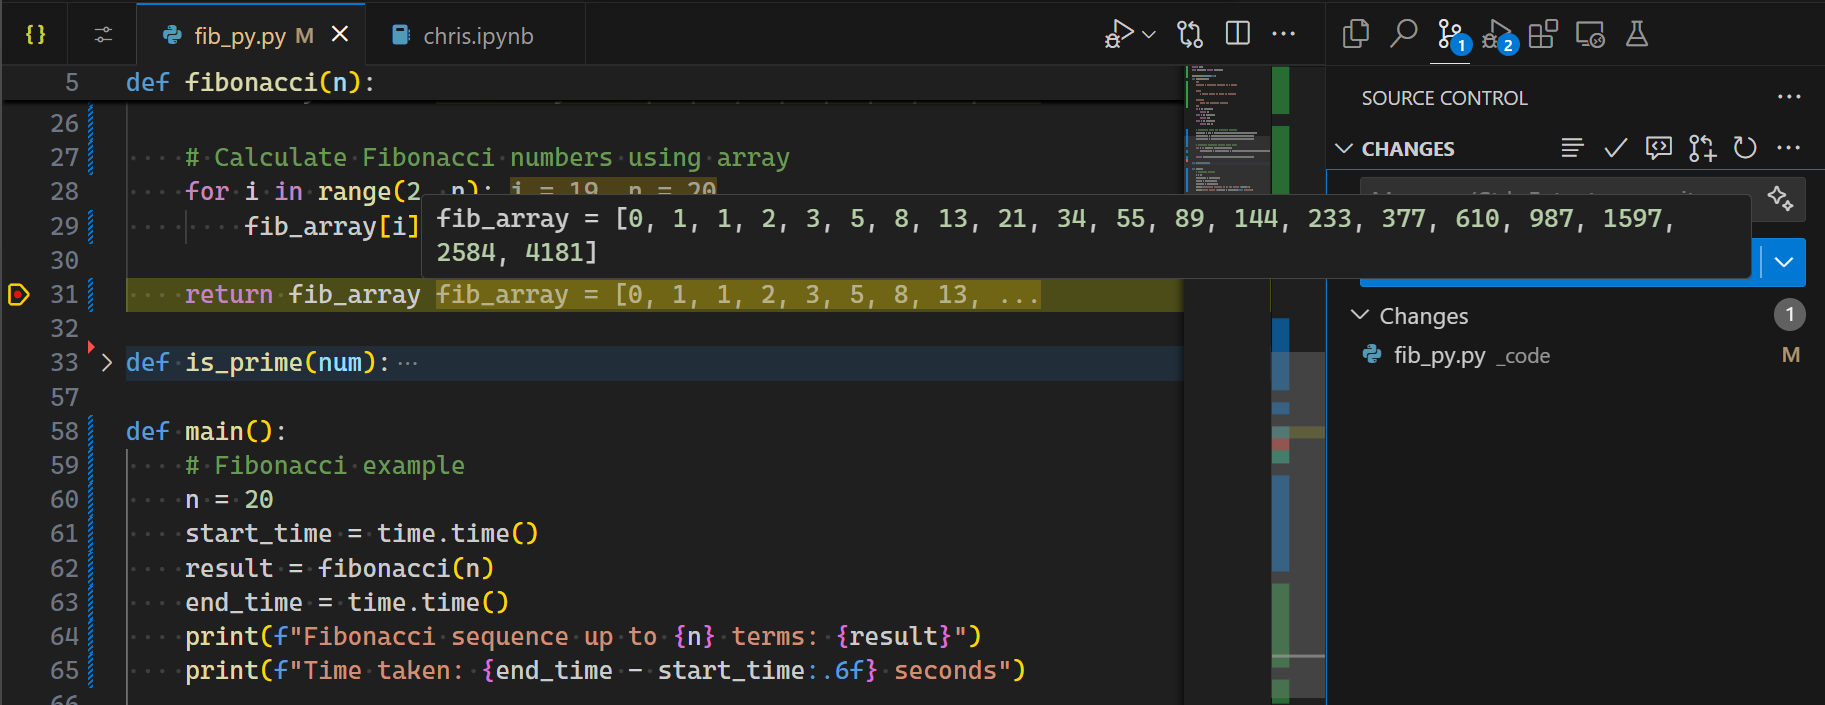 {} fib_py.py M chris.ipynb
5 def fibonacci(n):
26
27 # Calculate Fibonacci numbers using array
28 for i in range(2, n): i = 19, n = 20
29 fib_array[i]
fib_array = [0, 1, 1, 2, 3, 5, 8, 13, 21, 34, 55, 89, 144, 233, 377, 610, 987, 1597,
2584, 4181]
30
31 return fib_array fib_array = [0, 1, 1, 2, 3, 5, 8, 13, ...
32
33 def is_prime(num): ...
57
58 def main():
59 # Fibonacci example
60 n = 20
61 start_time = time.time()
62 result = fibonacci(n)
63 end_time = time.time()
64 print(f"Fibonacci sequence up to {n} terms: {result}")
65 print(f"Time taken: {end_time - start_time:.6f} seconds")
66
1 2
SOURCE CONTROL
CHANGES
Changes 1
fib_py.py _code M